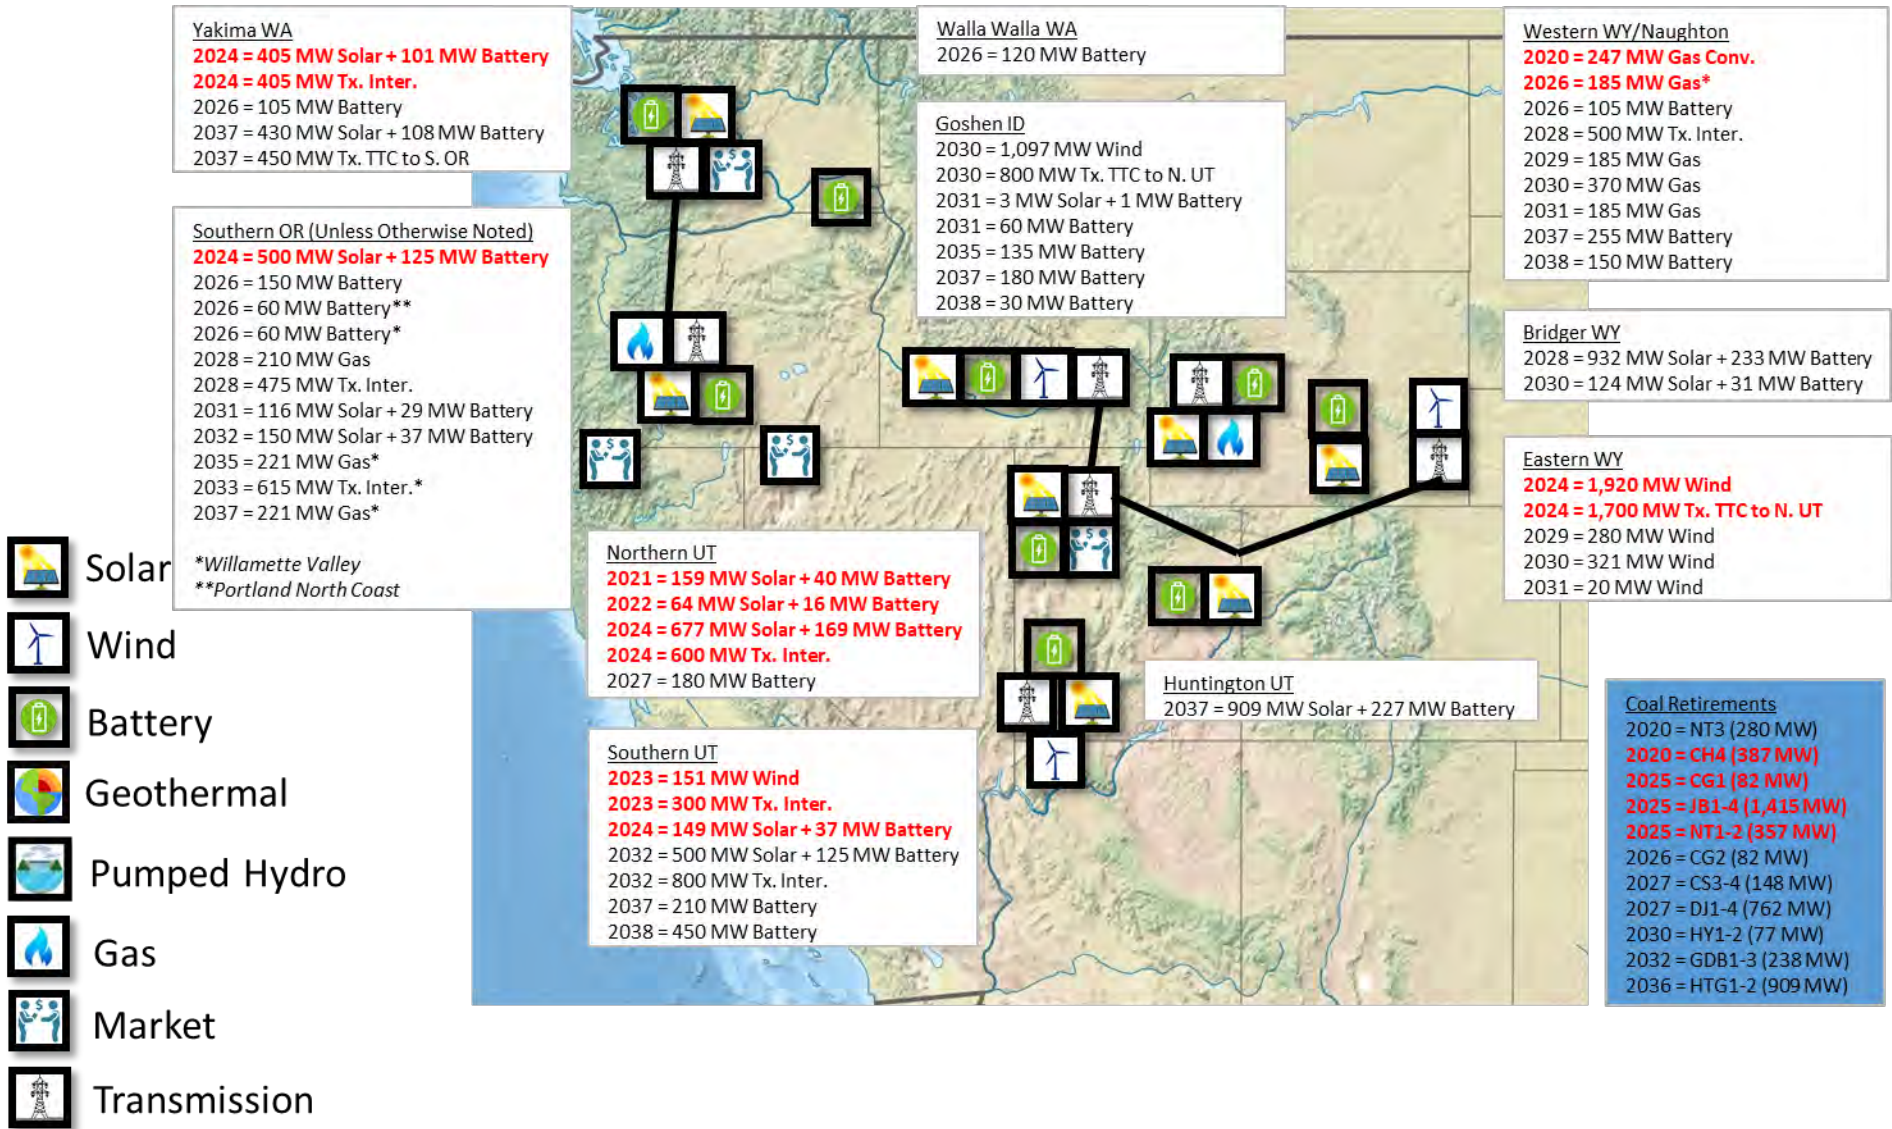 Yakima WA
2024 = 405 MW Solar + 101 MW Battery
2024 = 405 MW Tx. Inter.
2026 = 105 MW Battery
2037 = 430 MW Solar + 108 MW Battery
2037 = 450 MW Tx. TTC to S. OR
Walla Walla WA
2026 = 120 MW Battery
Western WY/Naughton
2020 = 247 MW Gas Conv.
2026 = 185 MW Gas*
2026 = 105 MW Battery
2028 = 500 MW Tx. Inter.
2029 = 185 MW Gas
2030 = 370 MW Gas
2031 = 185 MW Gas
2037 = 255 MW Battery
2038 = 150 MW Battery
Goshen ID
2030 = 1,097 MW Wind
2030 = 800 MW Tx. TTC to N. UT
2031 = 3 MW Solar + 1 MW Battery
2031 = 60 MW Battery
2035 = 135 MW Battery
2037 = 180 MW Battery
2038 = 30 MW Battery
Southern OR (Unless Otherwise Noted)
2024 = 500 MW Solar + 125 MW Battery
2026 = 150 MW Battery
2026 = 60 MW Battery**
2026 = 60 MW Battery*
2028 = 210 MW Gas
2028 = 475 MW Tx. Inter.
2031 = 116 MW Solar + 29 MW Battery
2032 = 150 MW Solar + 37 MW Battery
2035 = 221 MW Gas*
2033 = 615 MW Tx. Inter.*
2037 = 221 MW Gas*
*Willamette Valley
**Portland North Coast
Bridger WY
2028 = 932 MW Solar + 233 MW Battery
2030 = 124 MW Solar + 31 MW Battery
Eastern WY
2024 = 1,920 MW Wind
2024 = 1,700 MW Tx. TTC to N. UT
2029 = 280 MW Wind
2030 = 321 MW Wind
2031 = 20 MW Wind
Northern UT
2021 = 159 MW Solar + 40 MW Battery
2022 = 64 MW Solar + 16 MW Battery
2024 = 677 MW Solar + 169 MW Battery
2024 = 600 MW Tx. Inter.
2027 = 180 MW Battery
Huntington UT
2037 = 909 MW Solar + 227 MW Battery
Southern UT
2023 = 151 MW Wind
2023 = 300 MW Tx. Inter.
2024 = 149 MW Solar + 37 MW Battery
2032 = 500 MW Solar + 125 MW Battery
2032 = 800 MW Tx. Inter.
2037 = 210 MW Battery
2038 = 450 MW Battery
Coal Retirements
2020 = NT3 (280 MW)
2020 = CH4 (387 MW)
2025 = CG1 (82 MW)
2025 = JB1-4 (1,415 MW)
2025 = NT1-2 (357 MW)
2026 = CG2 (82 MW)
2027 = CS3-4 (148 MW)
2027 = DJ1-4 (762 MW)
2030 = HY1-2 (77 MW)
2032 = GDB1-3 (238 MW)
2036 = HTG1-2 (909 MW)
Solar
Wind
Battery
Geothermal
Pumped Hydro
Gas
Market
Transmission